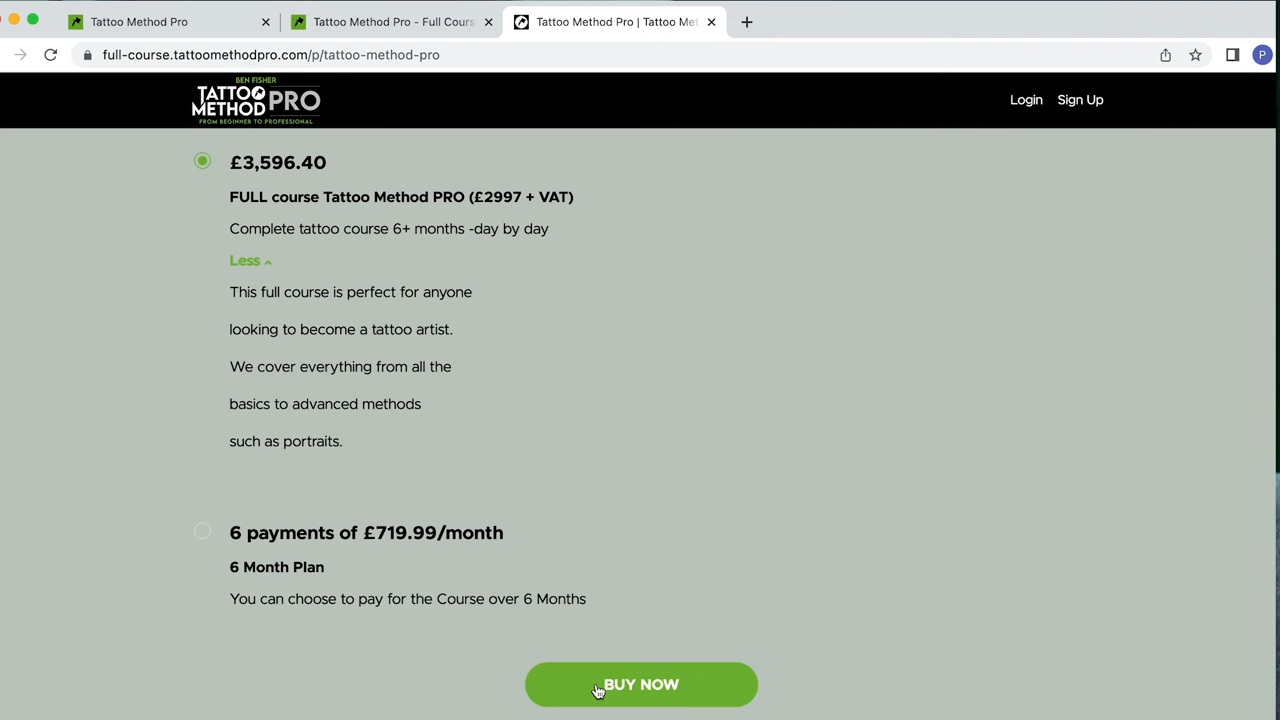 Tattoo Method Pro
Tattoo Method Pro - Full Cours
Tattoo Method Pro | Tattoo Met
full-course.tattoomethodpro.com/p/tattoo-method-pro
P
BEN FISHER
TATTOO
METHOD PRO
FROM BEGINNER TO PROFESSIONAL
Login Sign Up
£3,596.40
FULL course Tattoo Method PRO (£2997 + VAT)
Complete tattoo course 6+ months -day by day
Less
This full course is perfect for anyone
looking to become a tattoo artist.
We cover everything from all the
basics to advanced methods
such as portraits.
6 payments of £719.99/month
6 Month Plan
You can choose to pay for the Course over 6 Months
BUY NOW